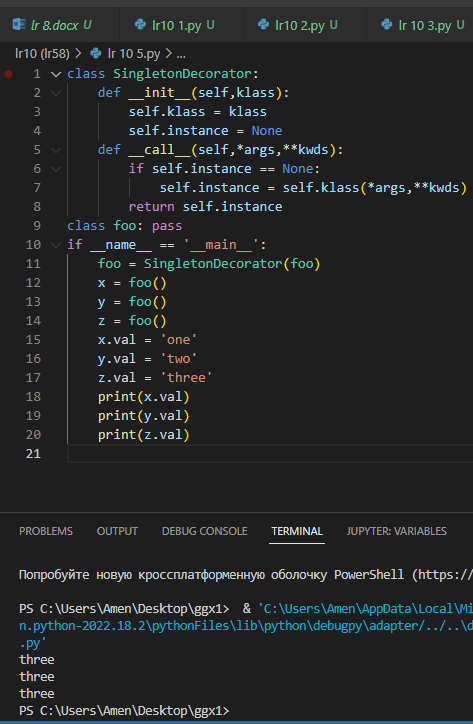 lr 8.docx U lr10 1.py U lr10 2.py U lr 10 3.py U
lr10 (lr58) > lr 10 5.py > ...
1 class SingletonDecorator:
2     def __init__(self,klass):
3         self.klass = klass
4         self.instance = None
5     def __call__(self,*args,**kwds):
6         if self.instance == None:
7             self.instance = self.klass(*args,**kwds)
8         return self.instance
9 class foo: pass
10 if __name__ == '__main__':
11     foo = SingletonDecorator(foo)
12     x = foo()
13     y = foo()
14     z = foo()
15     x.val = 'one'
16     y.val = 'two'
17     z.val = 'three'
18     print(x.val)
19     print(y.val)
20     print(z.val)
21
PROBLEMS OUTPUT DEBUG CONSOLE TERMINAL JUPYTER: VARIABLES
Попробуйте новую кроссплатформенную оболочку PowerShell (https:/
PS C:\Users\Amen\Desktop\ggx1>  & 'C:\Users\Amen\AppData\Local\Mi
n.python-2022.18.2\pythonFiles\lib\python\debugpy\adapter/../..\d
.py'
three
three
three
PS C:\Users\Amen\Desktop\ggx1>